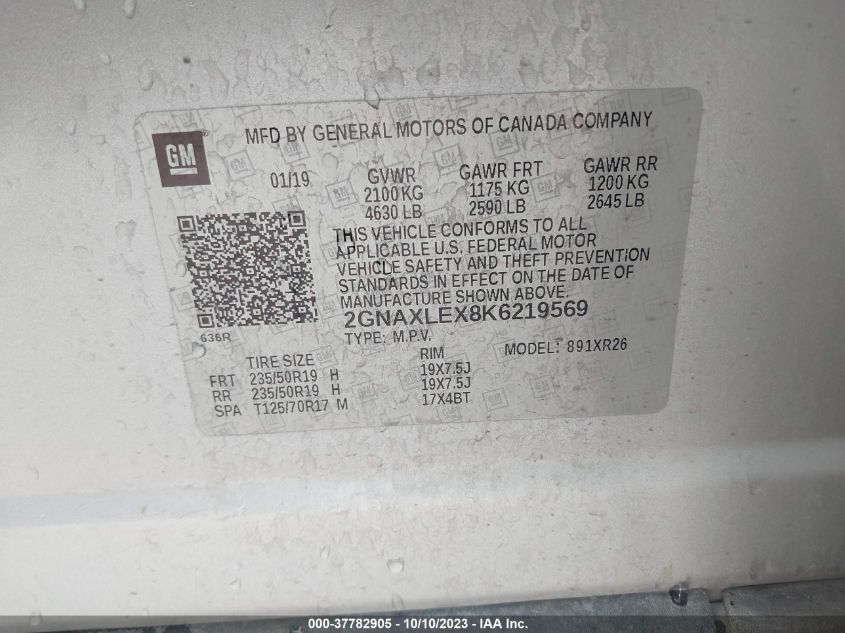 GM
MFD BY GENERAL MOTORS OF CANADA COMPANY
01/19 GVWR GAWR FRT GAWR RR
2100 KG 1175 KG 1200 KG
4630 LB 2590 LB 2645 LB
THIS VEHICLE CONFORMS TO ALL
APPLICABLE U.S. FEDERAL MOTOR
VEHICLE SAFETY AND THEFT PREVENTION
STANDARDS IN EFFECT ON THE DATE OF
MANUFACTURE SHOWN ABOVE.
2GNAXLEX8K6219569
636R TYPE: M.P.V. MODEL: 891XR26
TIRE SIZE RIM
FRT 235/50R19 H 19X7.5J
RR 235/50R19 H 19X7.5J
SPA T125/70R17 M 17X4BT
000-37782905 - 10/10/2023 - IAA Inc.